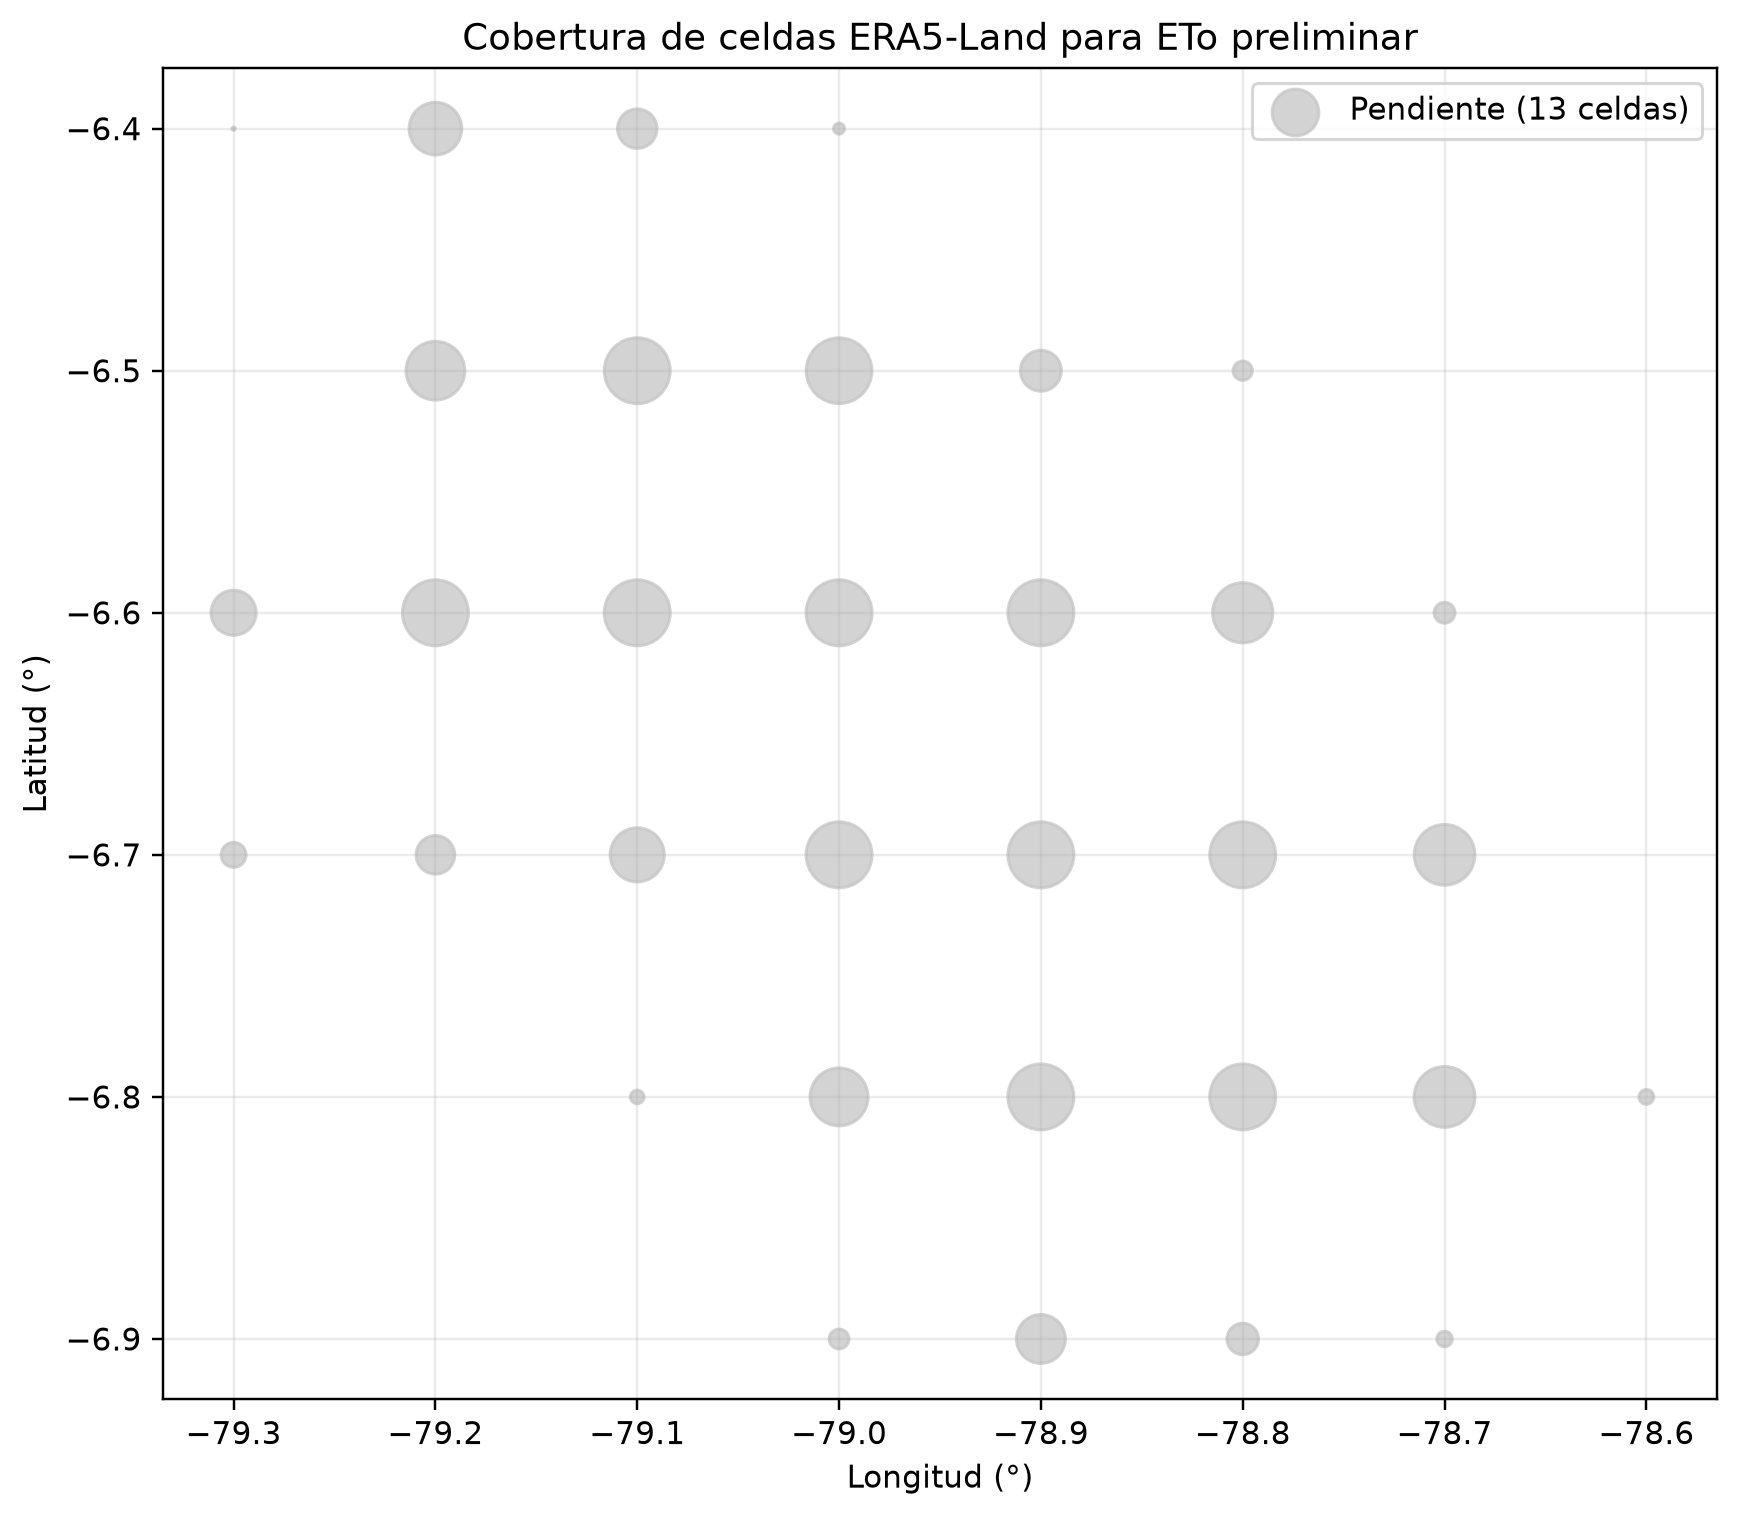 Cobertura de celdas ERA5-Land para ETo preliminar
Pendiente (13 celdas)
−6.4
−6.5
−6.6
−6.7
−6.8
−6.9
Latitud (°)
−79.3 −79.2 −79.1 −79.0 −78.9 −78.8 −78.7 −78.6
Longitud (°)